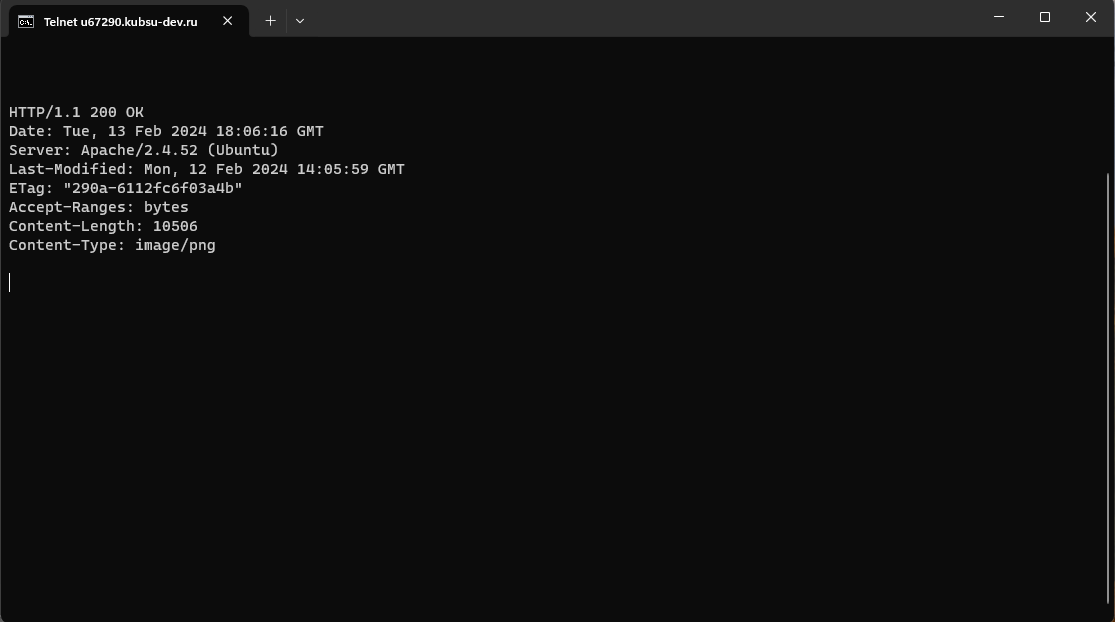 Telnet u67290.kubsu-dev.ru
HTTP/1.1 200 OK
Date: Tue, 13 Feb 2024 18:06:16 GMT
Server: Apache/2.4.52 (Ubuntu)
Last-Modified: Mon, 12 Feb 2024 14:05:59 GMT
ETag: "290a-6112fc6f03a4b"
Accept-Ranges: bytes
Content-Length: 10506
Content-Type: image/png